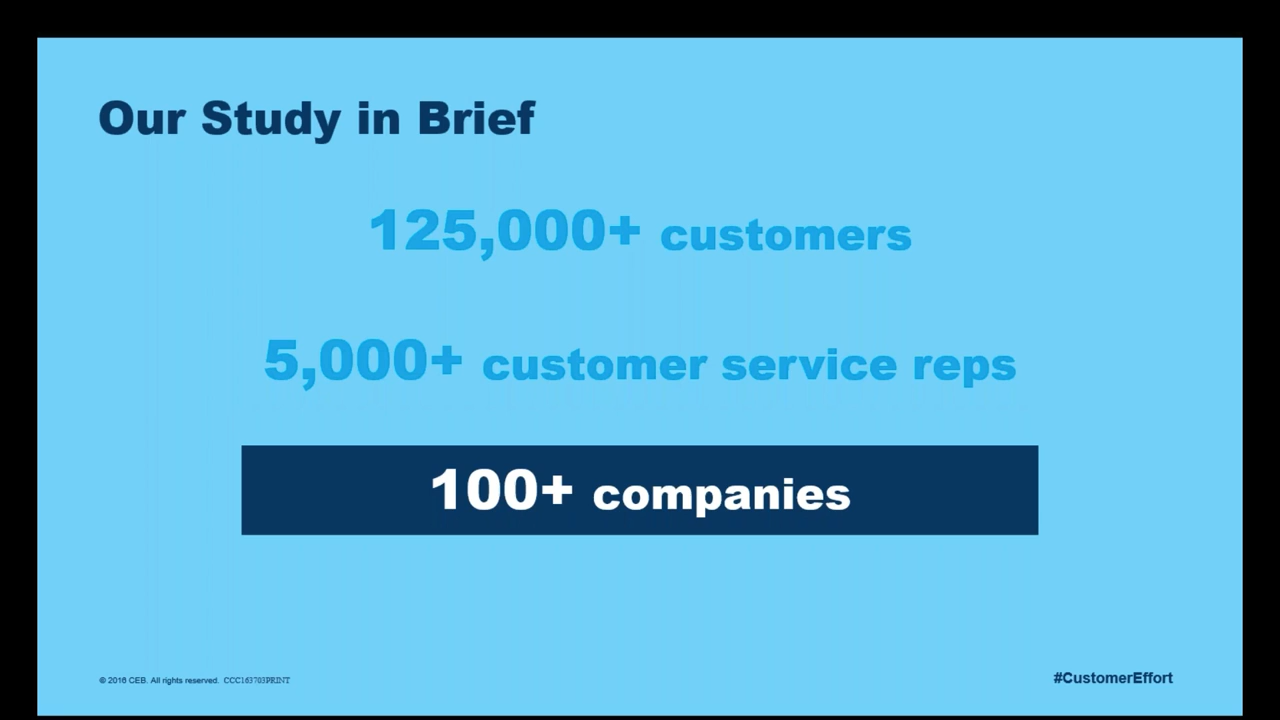 Our Study in Brief
125,000+ customers
5,000+ customer service reps
100+ companies
© 2016 CEB. All rights reserved. CCC163703PRINT
#CustomerEffort